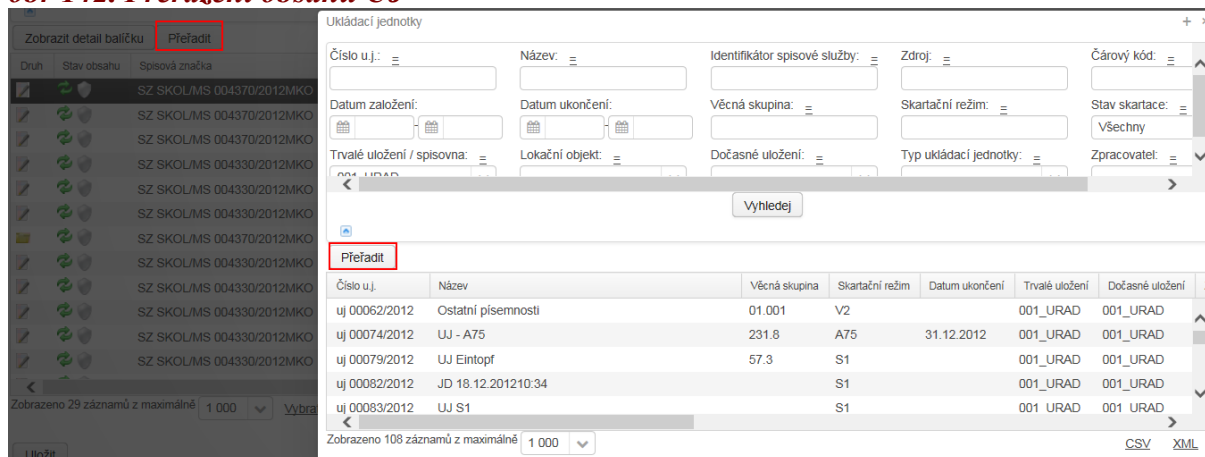 obr 142: Přeřazení obsahu UJ
Zobrazit detail balíčku Přeřadit
Druh Stav obsahu Spisová značka
SZ SKOL/MS 004370/2012MKO
SZ SKOL/MS 004370/2012MKO
SZ SKOL/MS 004370/2012MKO
SZ SKOL/MS 004330/2012MKO
SZ SKOL/MS 004330/2012MKO
SZ SKOL/MS 004330/2012MKO
SZ SKOL/MS 004370/2012MKO
SZ SKOL/MS 004330/2012MKO
SZ SKOL/MS 004330/2012MKO
SZ SKOL/MS 004330/2012MKO
SZ SKOL/MS 004330/2012MKO
SZ SKOL/MS 004330/2012MKO
Zobrazeno 29 záznamů z maximálně 1 000
Uložit
Ukládací jednotky
Číslo u.j.: = Název: = Identifikátor spisové služby: = Zdroj: = Čárový kód: =
Datum založení: Datum ukončení: Věcná skupina: = Skartační režim: = Stav skartace: =
- - Všechny
Trvalé uložení / spisovna: = Lokační objekt: = Dočasné uložení: = Typ ukládací jednotky: = Zpracovatel: =
001_URAD
Vyhledej
Přeřadit
Číslo u.j. Název Věcná skupina Skartační režim Datum ukončení Trvalé uložení Dočasné uložení
uj 00062/2012 Ostatní písemnosti 01.001 V2 001_URAD 001_URAD
uj 00074/2012 UJ - A75 231.8 A75 31.12.2012 001_URAD 001_URAD
uj 00079/2012 UJ Eintopf 57.3 S1 001_URAD 001_URAD
uj 00082/2012 JD 18.12.201210:34 S1 001_URAD 001_URAD
uj 00083/2012 UJ S1 S1 001_URAD 001_URAD
Zobrazeno 108 záznamů z maximálně 1 000 CSV XML